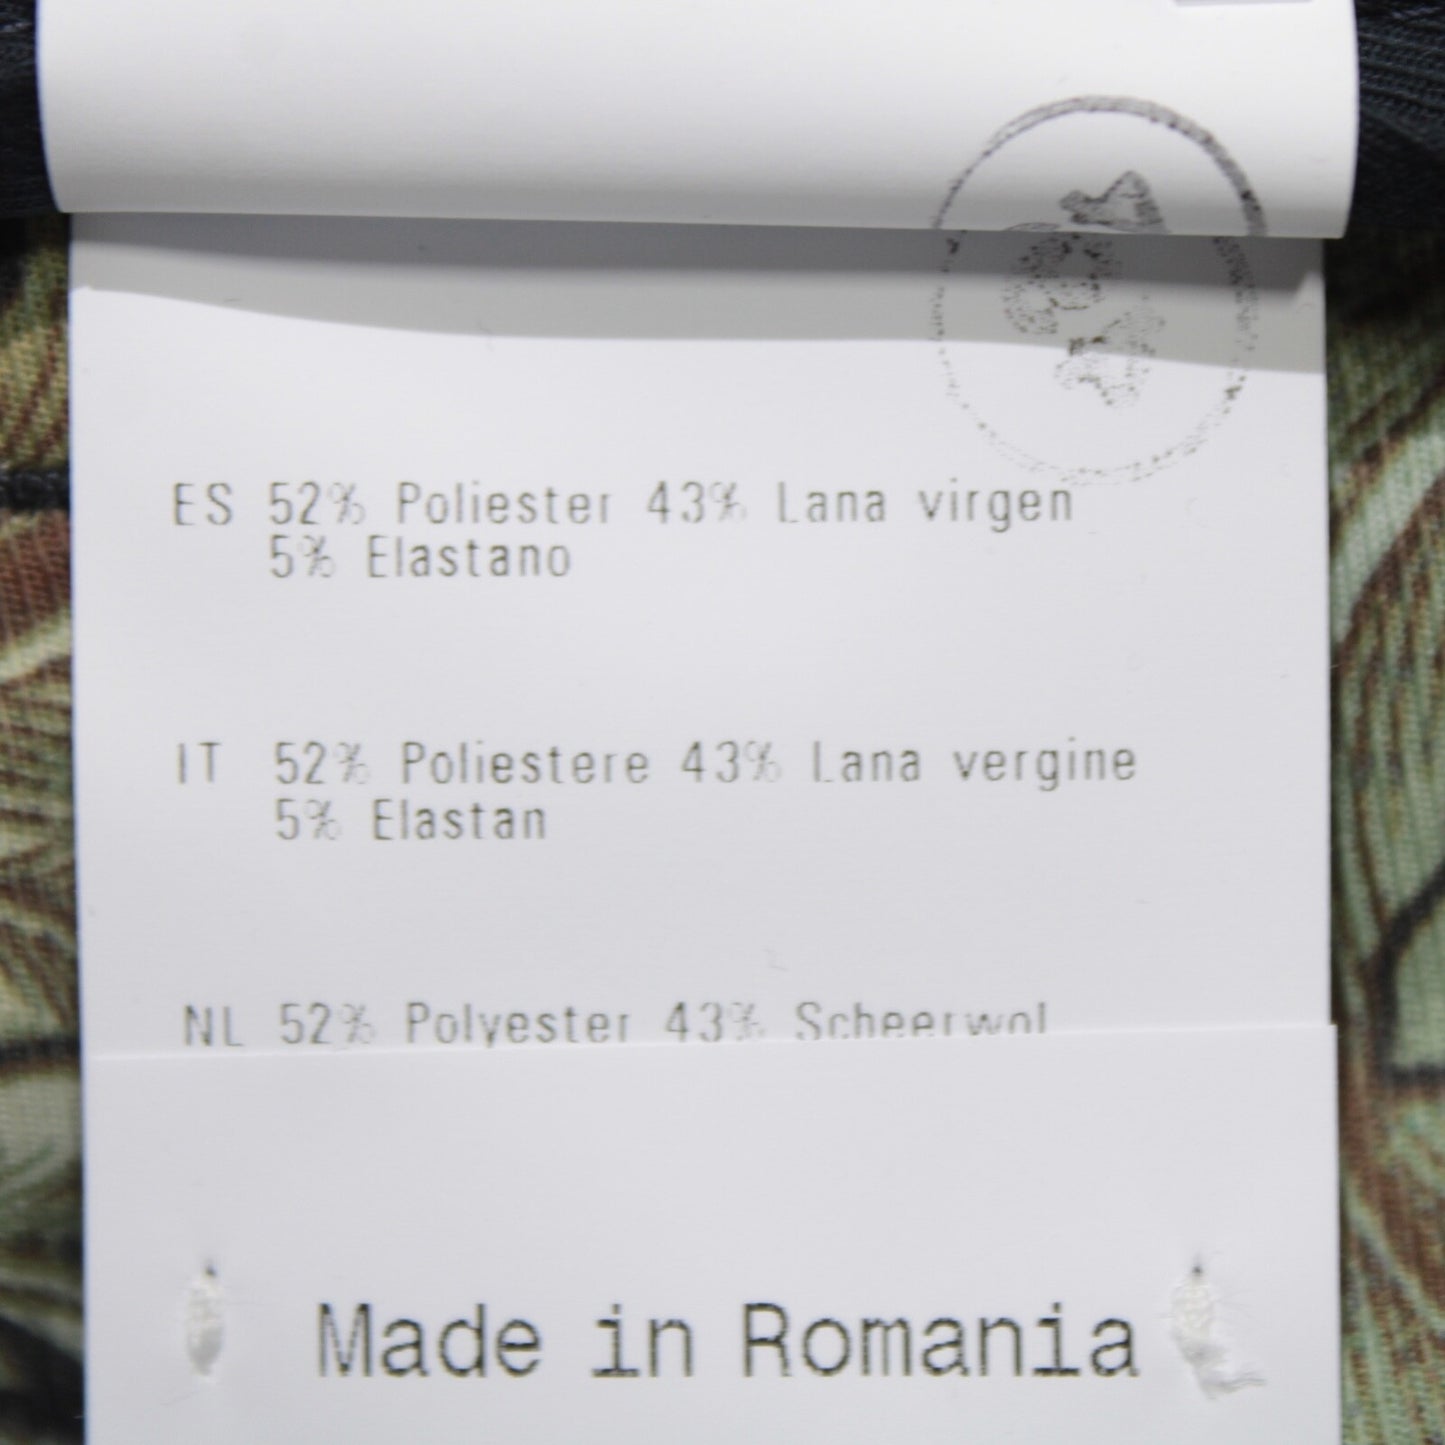 ES 52% Poliester 43% Lana virgen
5% Elastano
IT 52% Poliestere 43% Lana vergine
5% Elastan
NL 52% Polyester 43% Scheerwol
Made in Romania